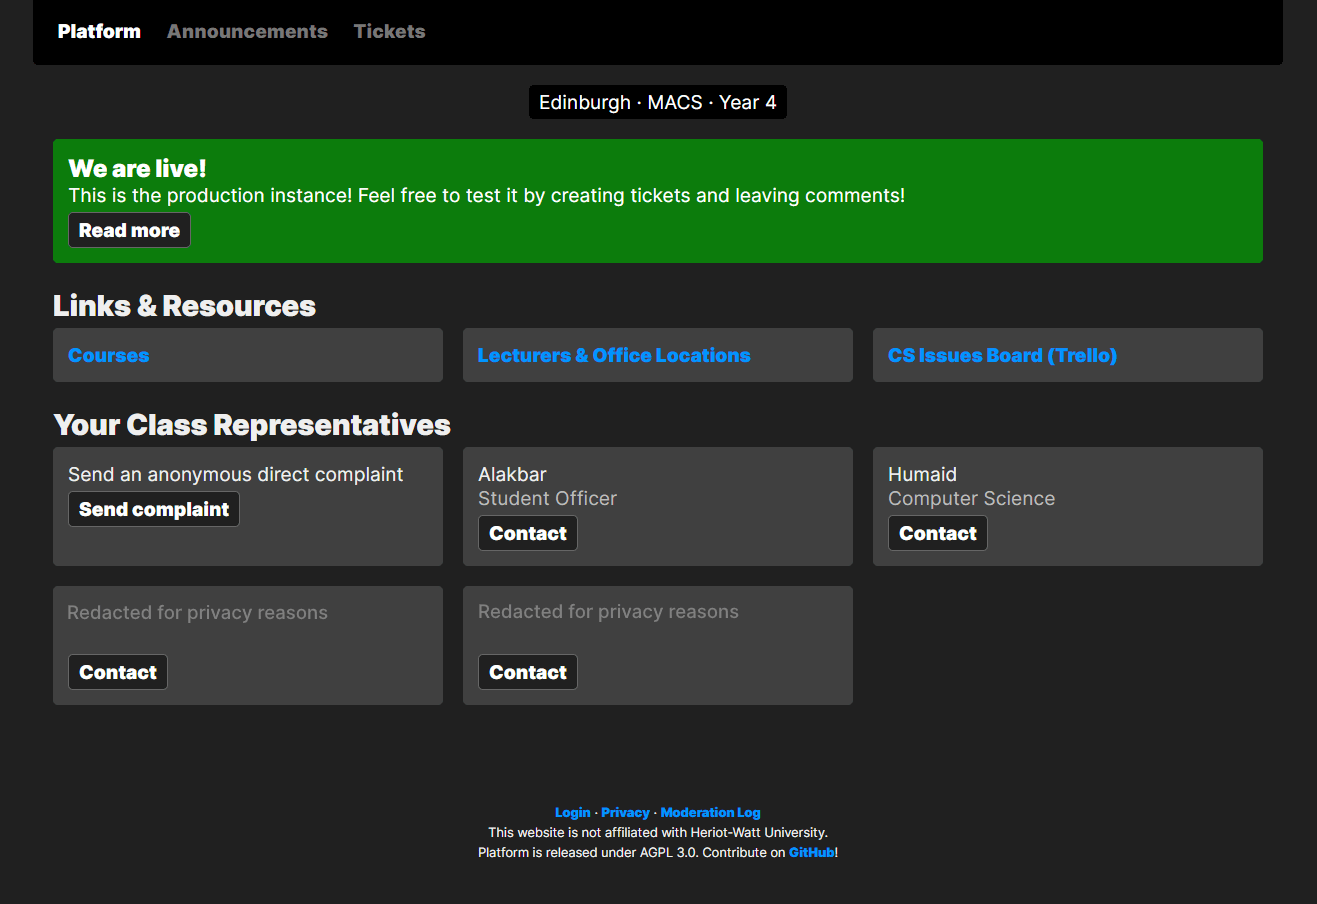 Platform Announcements Tickets
Edinburgh · MACS · Year 4
We are live!
This is the production instance! Feel free to test it by creating tickets and leaving comments!
Read more
Links & Resources
Courses
Lecturers & Office Locations
CS Issues Board (Trello)
Your Class Representatives
Send an anonymous direct complaint
Send complaint
Alakbar
Student Officer
Contact
Humaid
Computer Science
Contact
Redacted for privacy reasons
Contact
Redacted for privacy reasons
Contact
Login · Privacy · Moderation Log
This website is not affiliated with Heriot-Watt University.
Platform is released under AGPL 3.0. Contribute on GitHub!